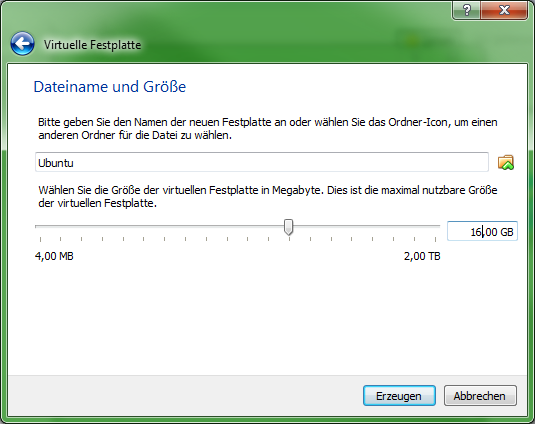 ?
Virtuelle Festplatte
Dateiname und Größe
Bitte geben Sie den Namen der neuen Festplatte an oder wählen Sie das Ordner-Icon, um einen
anderen Ordner für die Datei zu wählen.
Ubuntu
Wählen Sie die Größe der virtuellen Festplatte in Megabyte. Dies ist die maximal nutzbare Größe
der virtuellen Festplatte.
16,00 GB
4,00 MB 2,00 TB
Erzeugen Abbrechen